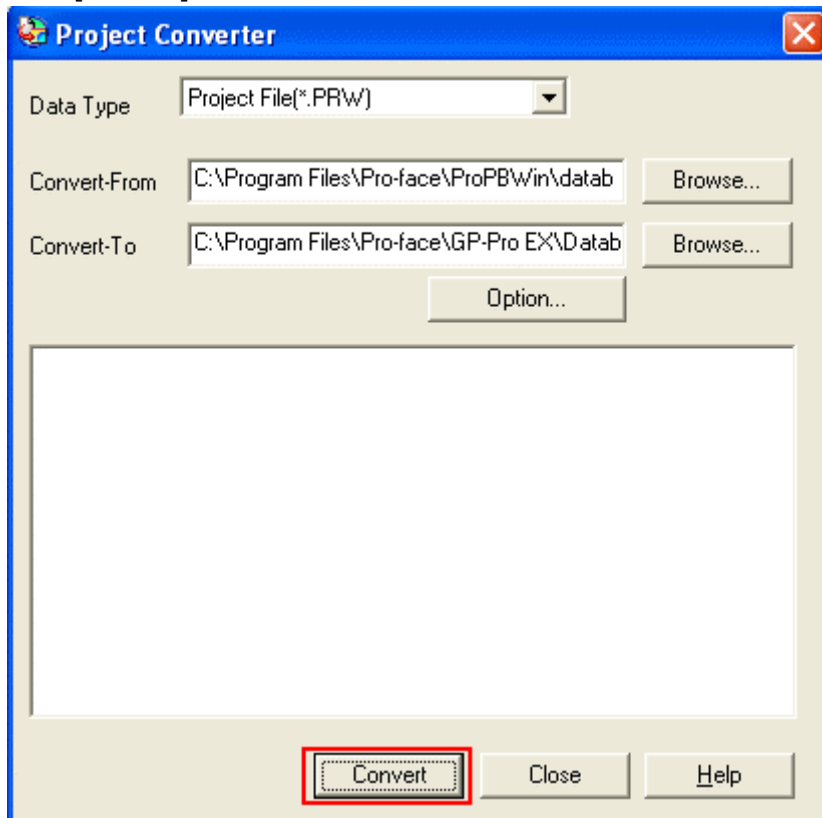 Project Converter
Data Type Project File(*.PRW)
Convert-From C:\Program Files\Pro-face\ProPBWin\datab Browse...
Convert-To C:\Program Files\Pro-face\GP-Pro EX\Datab Browse...
Option...
Convert Close Help